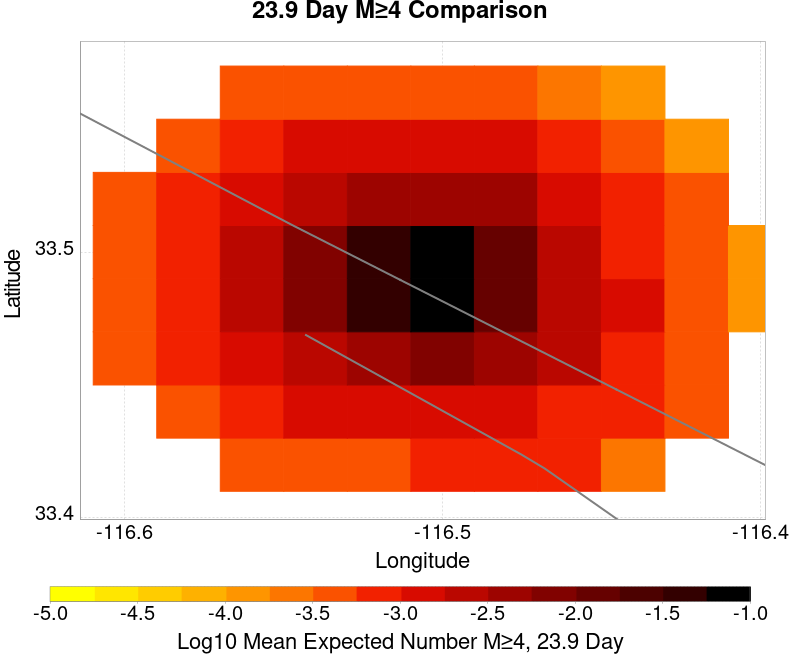 23.9 Day M≥4 Comparison
Latitude
33.5
33.4
-116.6 -116.5 -116.4
Longitude
-5.0 -4.5 -4.0 -3.5 -3.0 -2.5 -2.0 -1.5 -1.0
Log10 Mean Expected Number M≥4, 23.9 Day